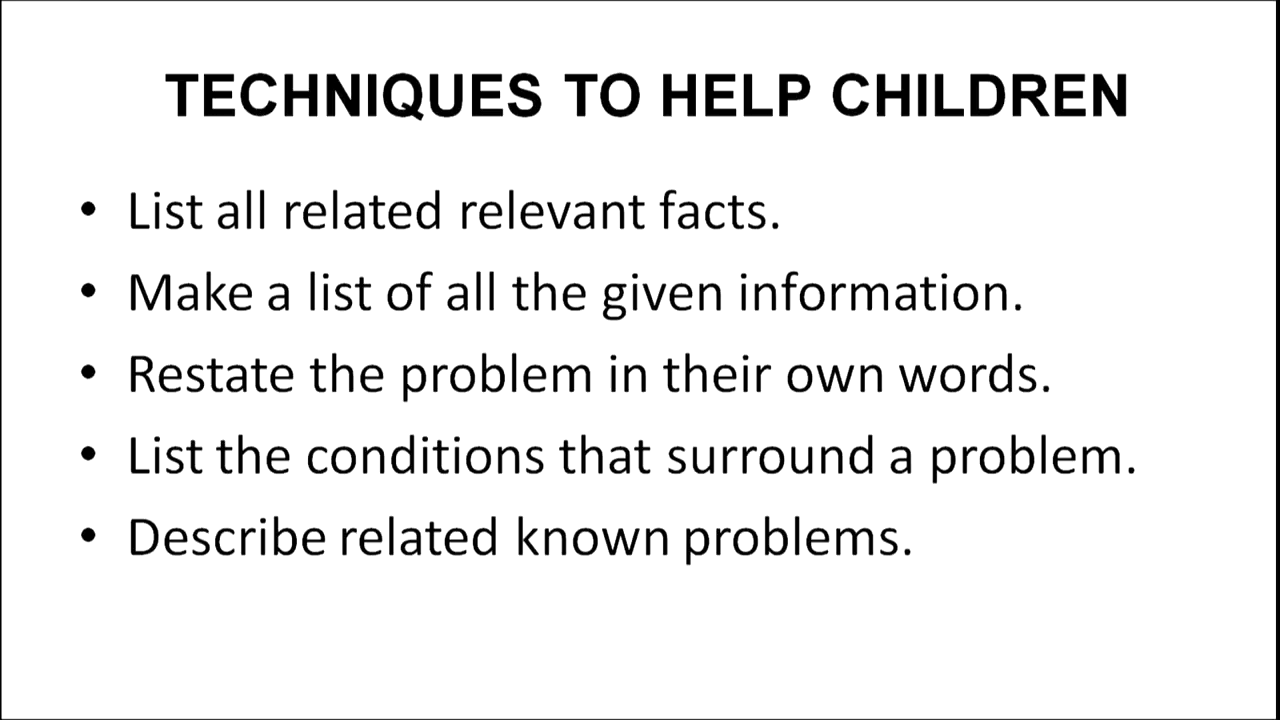 TECHNIQUES TO HELP CHILDREN
• List all related relevant facts.
• Make a list of all the given information.
• Restate the problem in their own words.
• List the conditions that surround a problem.
• Describe related known problems.